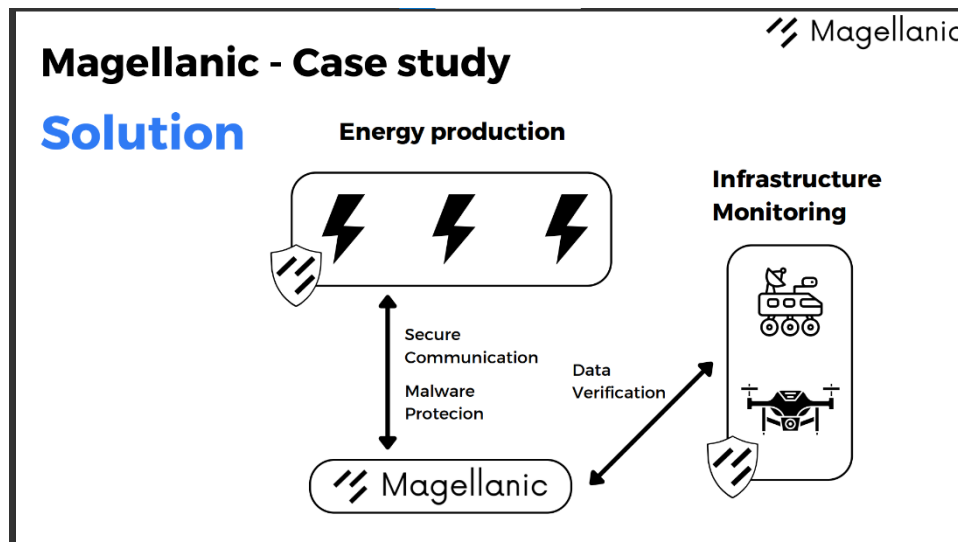 Magellanic
Magellanic - Case study
Solution
Energy production
Infrastructure
Monitoring
Secure
Communication
Malware
Protecion
Data
Verification
Magellanic